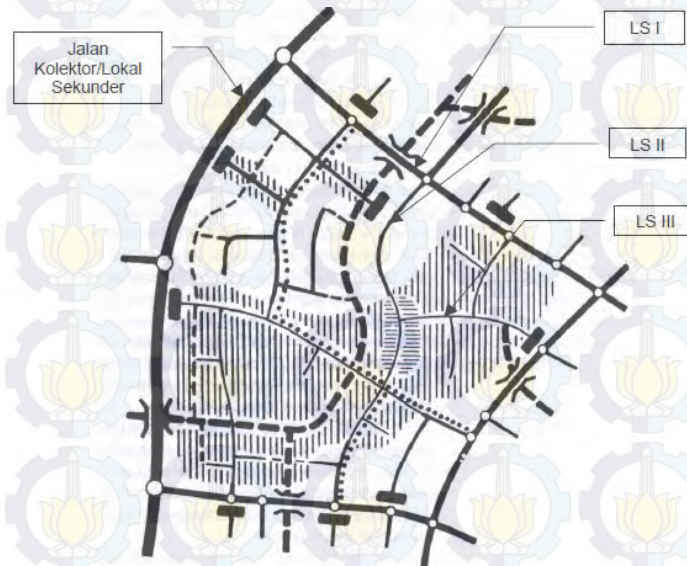 Jalan
Kolektor/Lokal
Sekunder
LS I
LS II
LS III